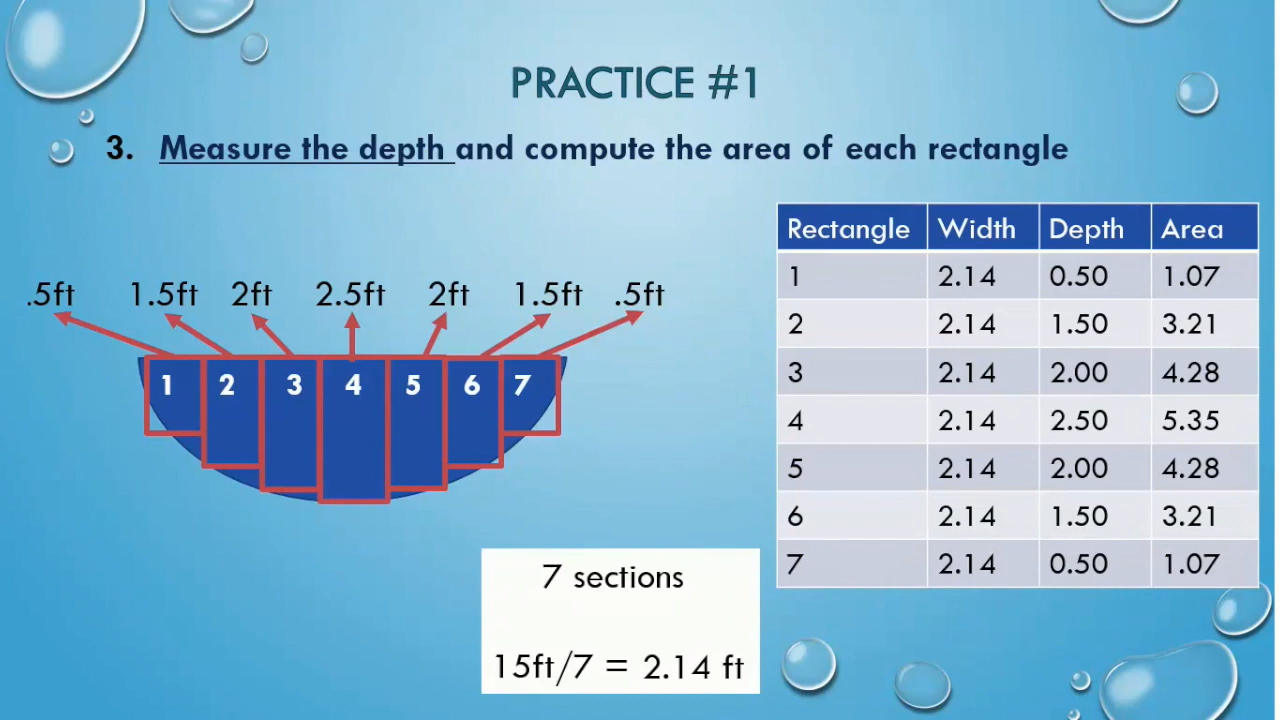 PRACTICE #1
3. Measure the depth and compute the area of each rectangle
.5ft 1.5ft 2ft 2.5ft 2ft 1.5ft .5ft
1 2 3 4 5 6 7
Rectangle Width Depth Area
1 2.14 0.50 1.07
2 2.14 1.50 3.21
3 2.14 2.00 4.28
4 2.14 2.50 5.35
5 2.14 2.00 4.28
6 2.14 1.50 3.21
7 2.14 0.50 1.07
7 sections
15ft/7 = 2.14 ft